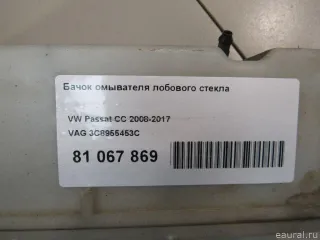 Бачок омывателя лобового стекла
VW Passat CC 2008-2017
VAG 3C8955453C
81 067 869
© eaural.ru